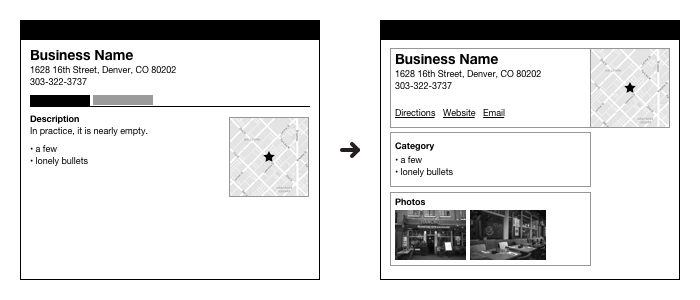 Business Name
1628 16th Street, Denver, CO 80202
303-322-3737
Description
In practice, it is nearly empty.
• a few
• lonely bullets
Business Name
1628 16th Street, Denver, CO 80202
303-322-3737
Directions Website Email
Category
• a few
• lonely bullets
Photos